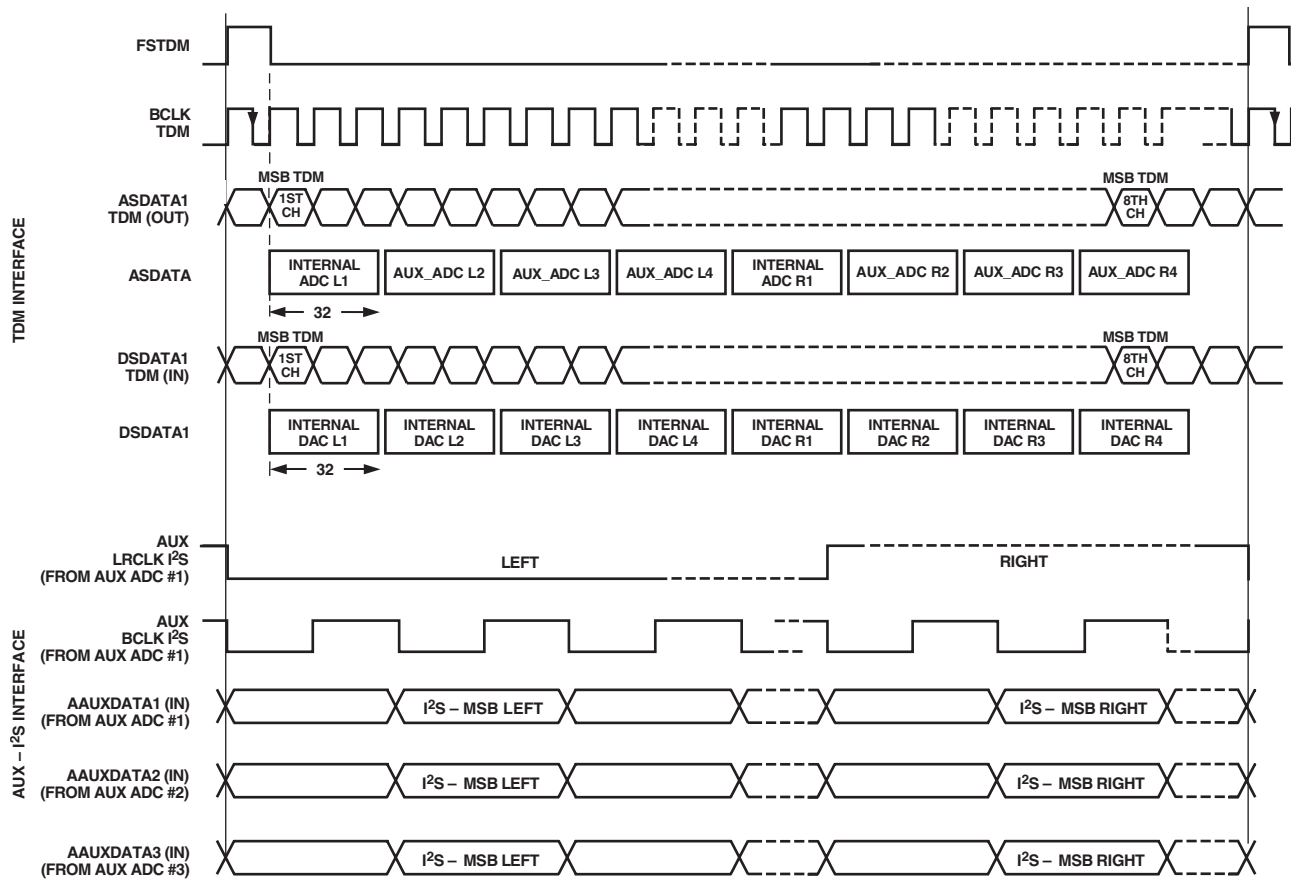 FSTDM
BCLK
TDM
MSB TDM
MSB TDM
ASDATA1
TDM (OUT)
1ST
CH
8TH
CH
ASDATA
INTERNAL
ADC L1
AUX_ADC L2
AUX_ADC L3
AUX_ADC L4
INTERNAL
ADC R1
AUX_ADC R2
AUX_ADC R3
AUX_ADC R4
32
TDM INTERFACE
MSB TDM
MSB TDM
DSDATA1
TDM (IN)
1ST
CH
8TH
CH
DSDATA1
INTERNAL
DAC L1
INTERNAL
DAC L2
INTERNAL
DAC L3
INTERNAL
DAC L4
INTERNAL
DAC R1
INTERNAL
DAC R2
INTERNAL
DAC R3
INTERNAL
DAC R4
32
AUX
LRCLK I²S
(FROM AUX ADC #1)
LEFT
RIGHT
AUX
BCLK I²S
(FROM AUX ADC #1)
AUX – I²S INTERFACE
AAUXDATA1 (IN)
(FROM AUX ADC #1)
I²S – MSB LEFT
I²S – MSB RIGHT
AAUXDATA2 (IN)
(FROM AUX ADC #2)
I²S – MSB LEFT
I²S – MSB RIGHT
AAUXDATA3 (IN)
(FROM AUX ADC #3)
I²S – MSB LEFT
I²S – MSB RIGHT